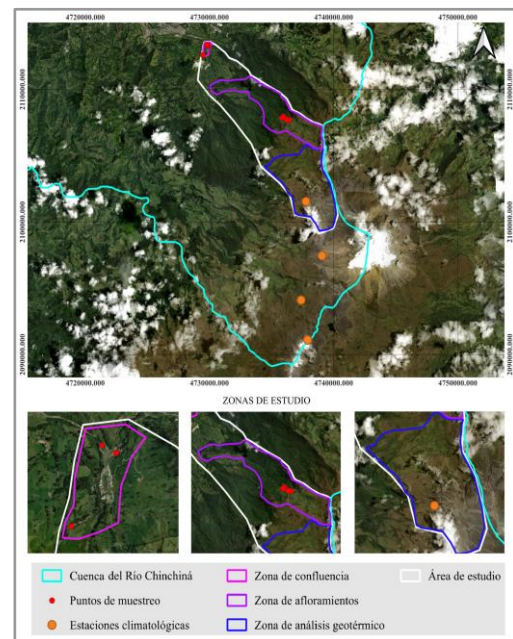 4720000.000 4730000.000 4740000.000 4750000.000
2110000.000 2110000.000
2100000.000 2100000.000
2090000.000 2090000.000
4720000.000 4730000.000 4740000.000 4750000.000
ZONAS DE ESTUDIO
Cuenca del Río Chinchiná Zona de confluencia Área de estudio
Puntos de muestreo Zona de afloramientos
Estaciones climatológicas Zona de análisis geotérmico